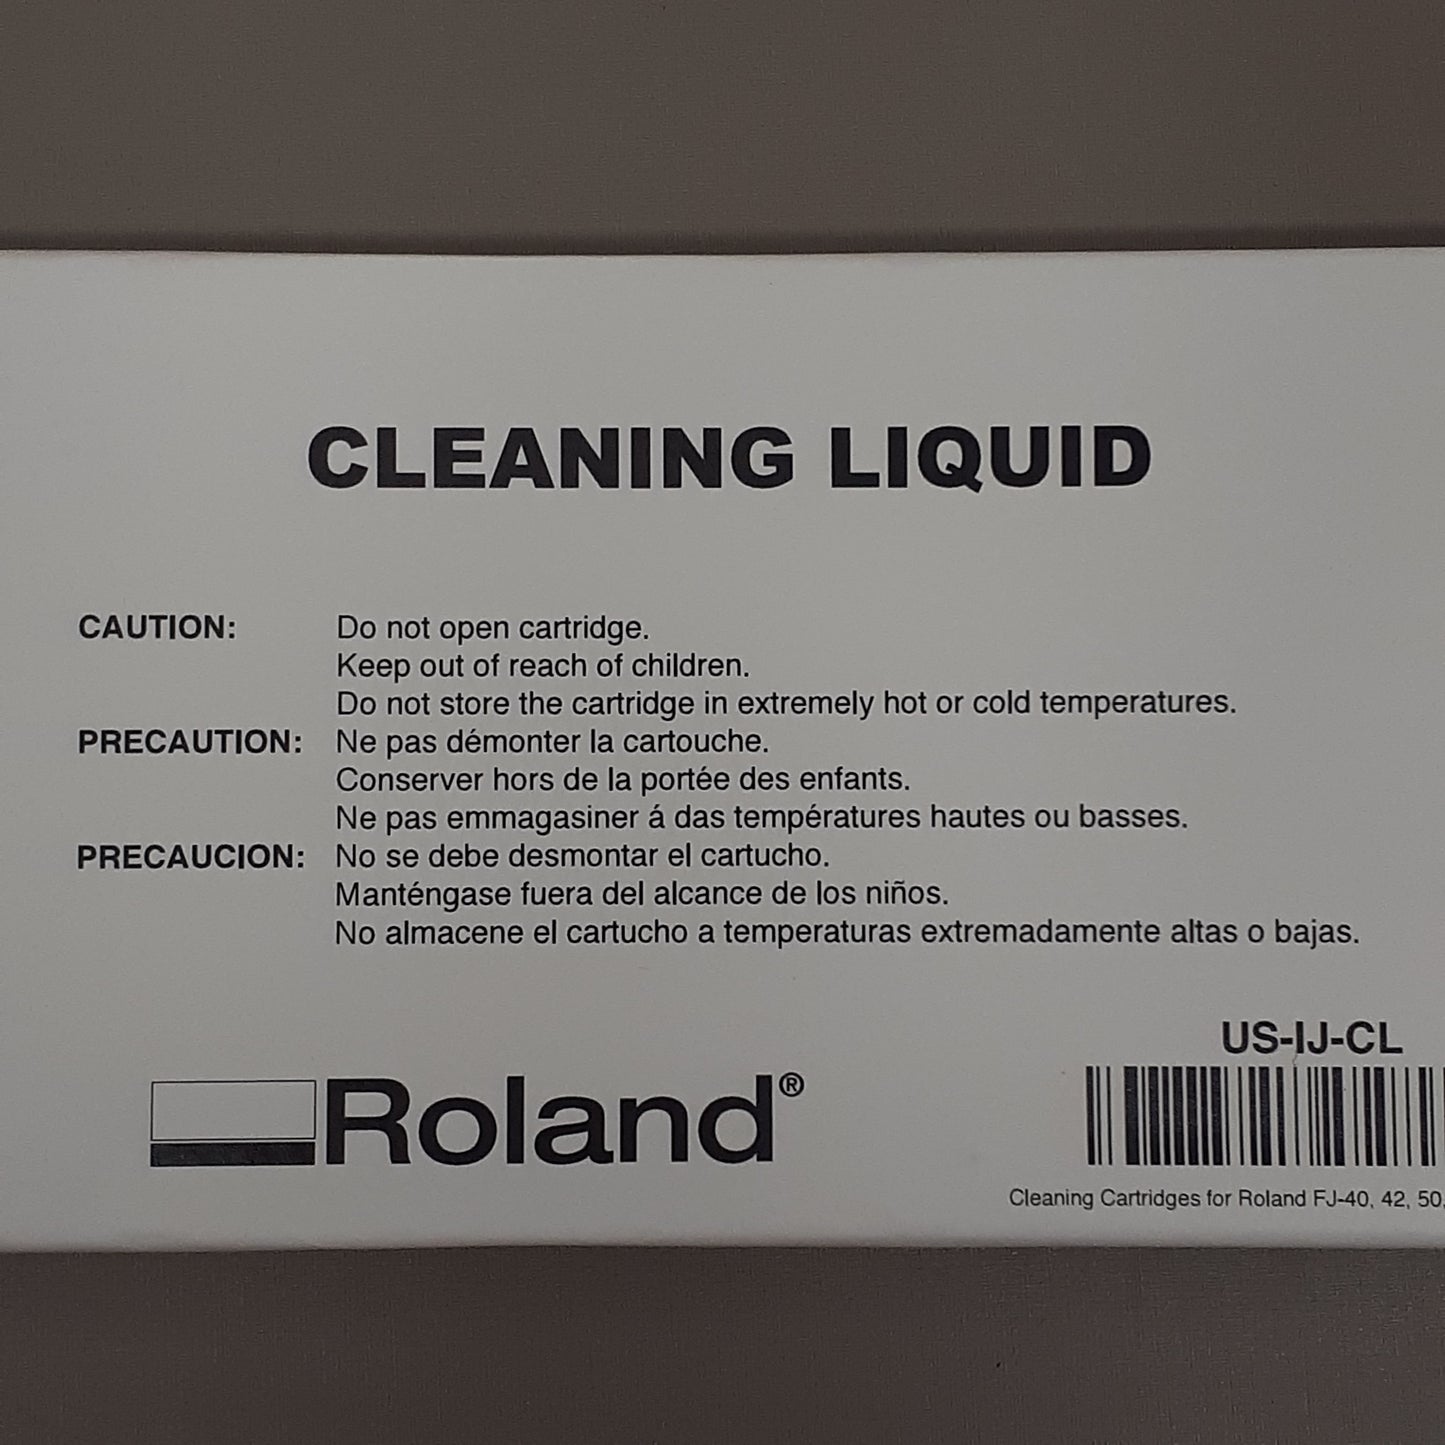 CLEANING LIQUID
CAUTION: Do not open cartridge.
Keep out of reach of children.
Do not store the cartridge in extremely hot or cold temperatures.
PRECAUTION: Ne pas démonter la cartouche.
Conserver hors de la portée des enfants.
Ne pas emmagasiner á das températures hautes ou basses.
PRECAUCION: No se debe desmontar el cartucho.
Manténgase fuera del alcance de los niños.
No almacene el cartucho a temperaturas extremadamente altas o bajas.
US-IJ-CL
Roland®
Cleaning Cartridges for Roland FJ-40, 42, 50,